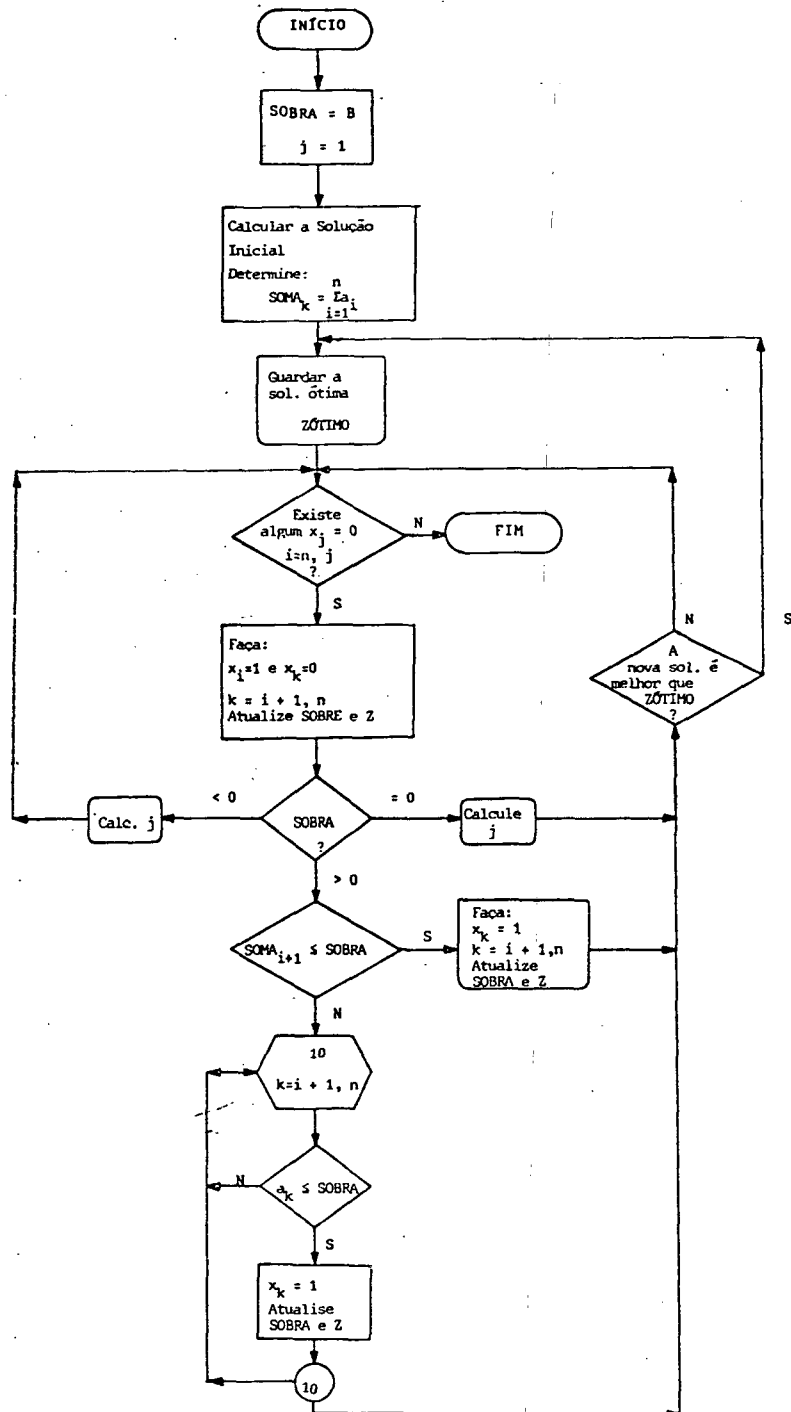 INÍCIO
SOBRA = B
j = 1
Calcular a Solução
Inicial
Determine:
n
SOMA_k = Σa_i
i=1
Guardar a
sol. ótima
ZÓTIMO
Existe
algum x_j = 0
i=n, j
?
N
FIM
S
Faça:
x_i=1 e x_k=0
k = i + 1, n
Atualize SOBRE e Z
N
S
A
nova sol. é
melhor que
ZÓTIMO
?
< 0
Calc. j
SOBRA
?
= 0
Calcule
j
> 0
SOMA_i+1 ≤ SOBRA
S
Faça:
x_k = 1
k = i + 1,n
Atualize
SOBRA e Z
N
10
k=i + 1, n
N
a_k ≤ SOBRA
S
x_k = 1
Atualise
SOBRA e Z
10